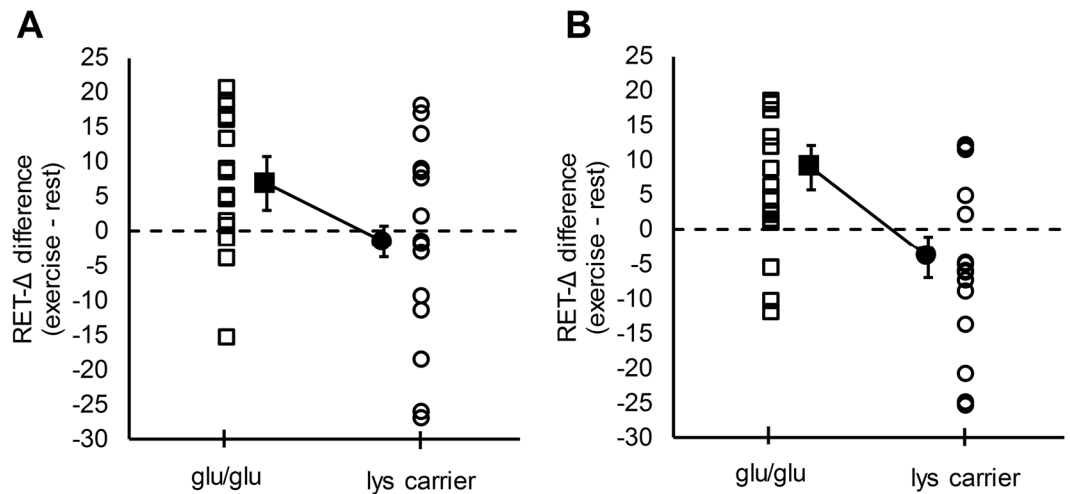 A
RET-Δ difference
(exercise - rest)
25
20
15
10
5
0
-5
-10
-15
-20
-25
-30
glu/glu
lys carrier
B
RET-Δ difference
(exercise - rest)
25
20
15
10
5
0
-5
-10
-15
-20
-25
-30
glu/glu
lys carrier